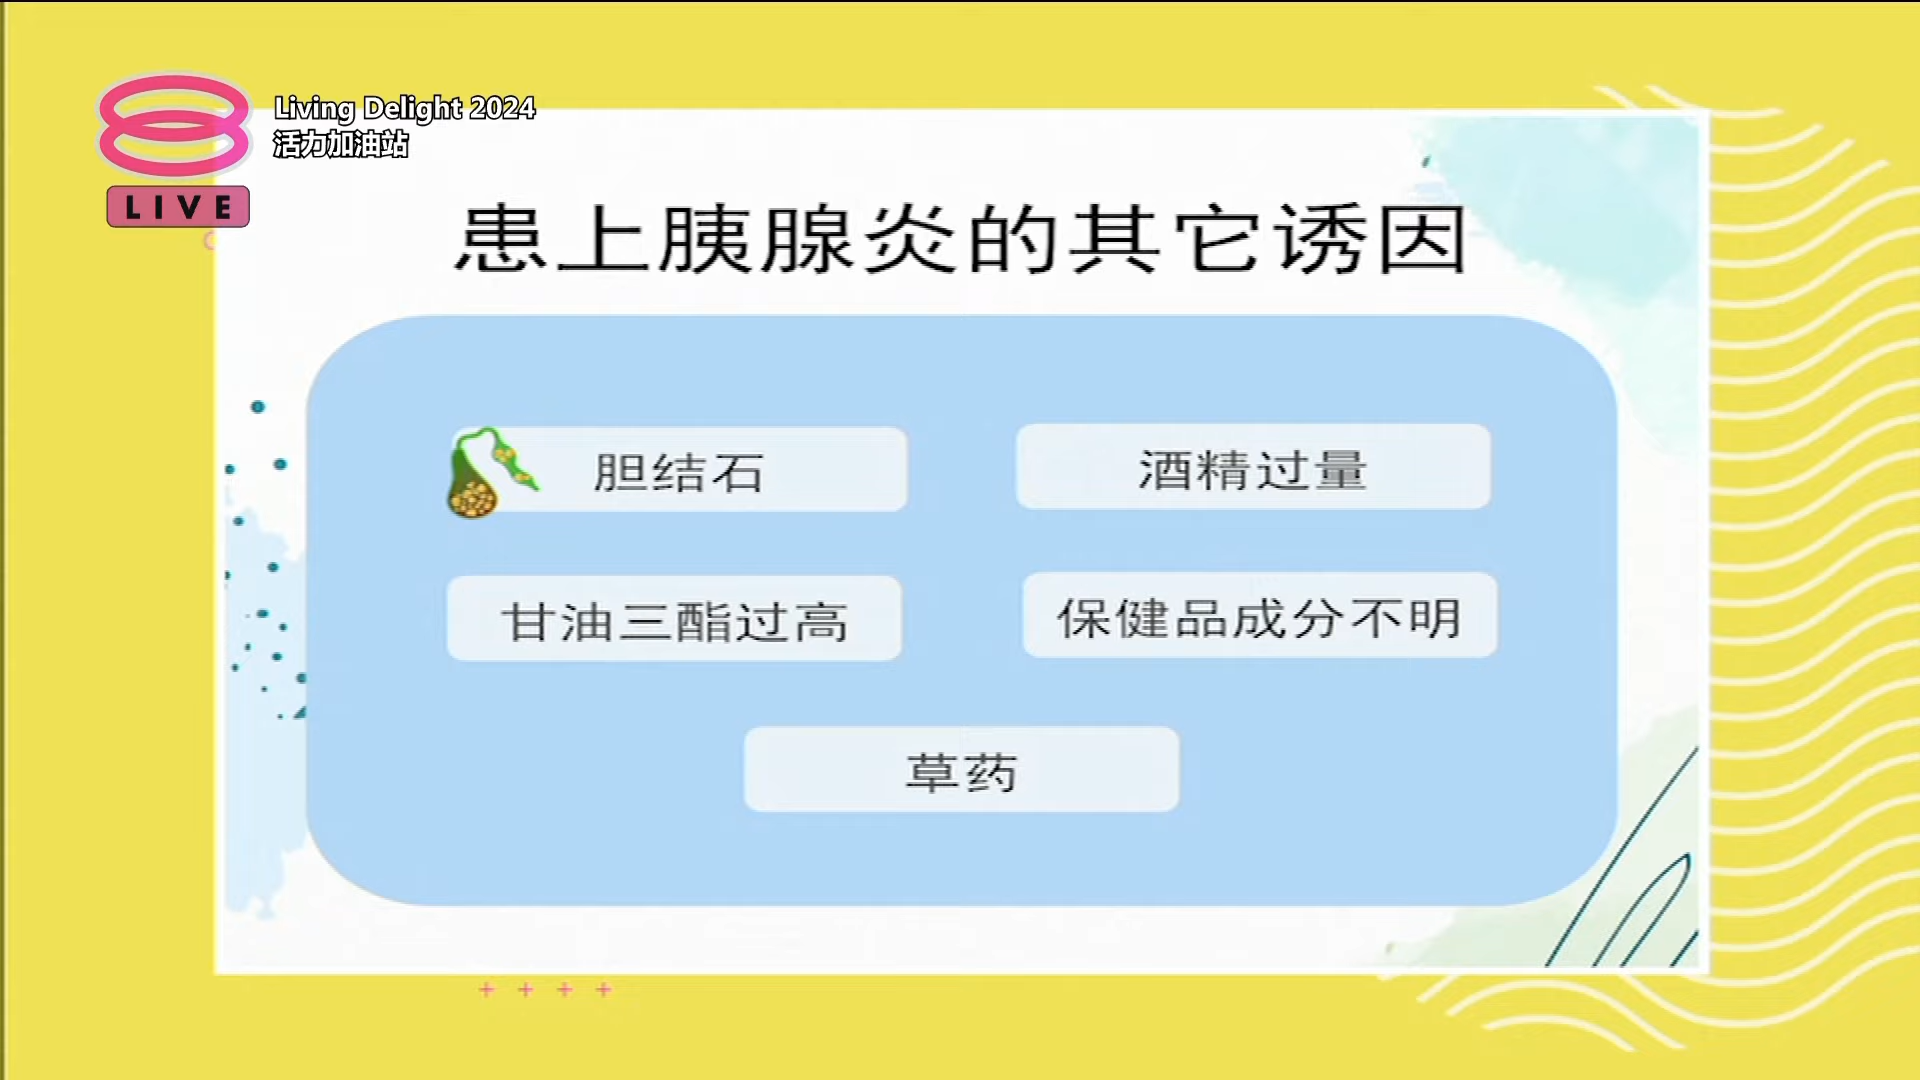 Living Delight 2024
活力加油站
LIVE
患上胰腺炎的其它诱因
胆结石
酒精过量
甘油三酯过高
保健品成分不明
草药